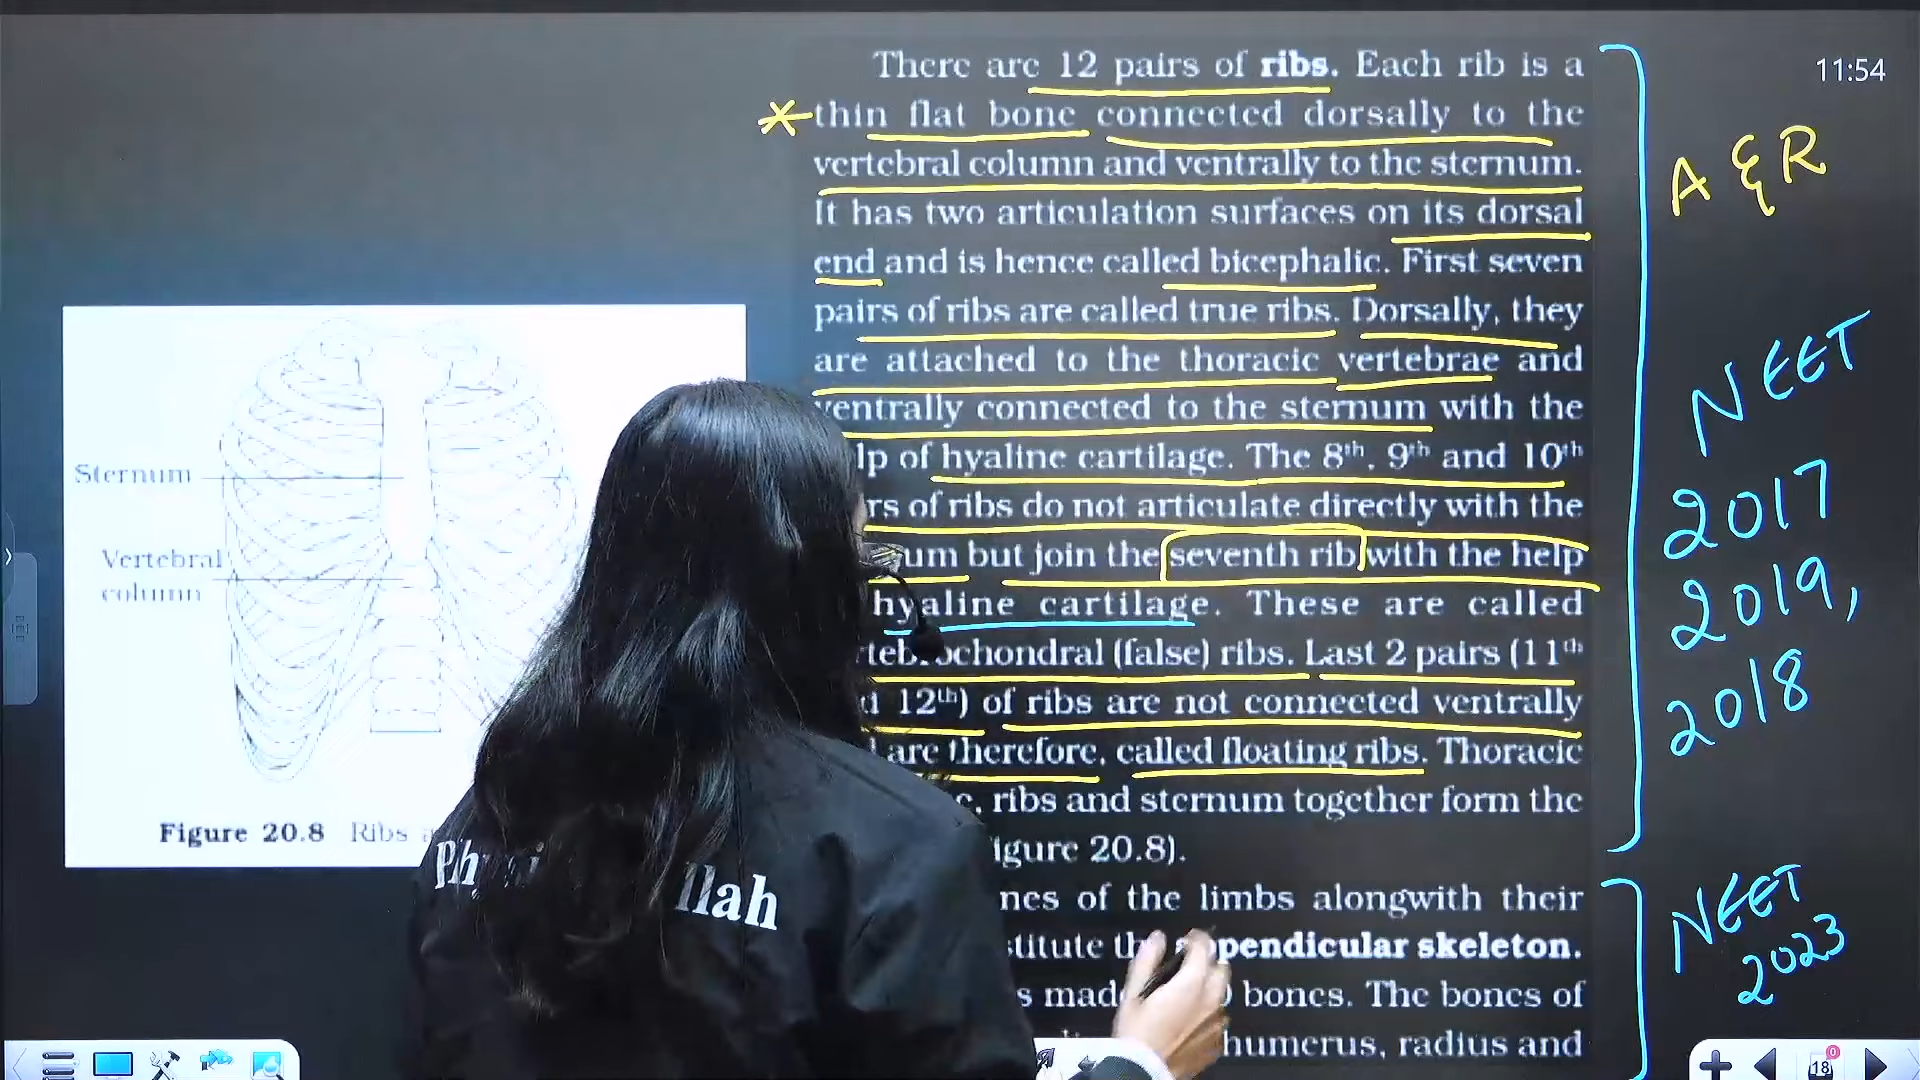 There are 12 pairs of ribs. Each rib is a
thin flat bone connected dorsally to the
vertebral column and ventrally to the sternum.
It has two articulation surfaces on its dorsal
end and is hence called bicephalic. First seven
pairs of ribs are called true ribs. Dorsally, they
are attached to the thoracic vertebrae and
ventrally connected to the sternum with the
lp of hyaline cartilage. The 8th, 9th and 10th
rs of ribs do not articulate directly with the
um but join the seventh rib with the help
hyaline cartilage. These are called
chondral (false) ribs. Last 2 pairs (11th
12th) of ribs are not connected ventrally
are therefore, called floating ribs. Thoracic
ribs and sternum together form the
igure 20.8).
nes of the limbs alongwith their
stitute appendicular skeleton.
s bones. The bones of
humerus, radius and
11:54
A & R
NEET
2017
2019,
2018
NEET
2023
Sternum
Vertebral
column
Figure 20.8 Ribs
llah
18
0